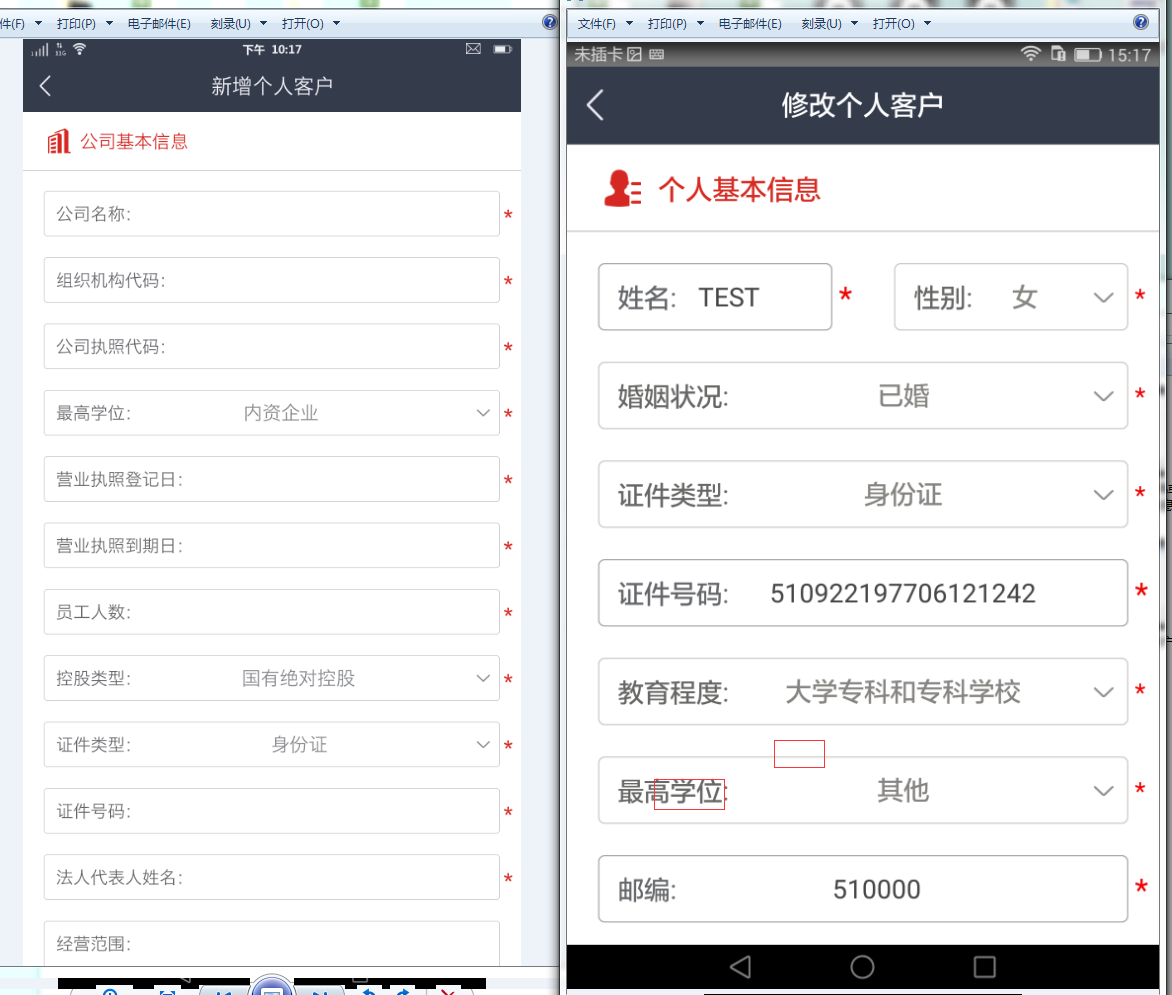 件(F) 打印(P) 电子邮件(E) 刻录(U) 打开(O)
下午 10:17
新增个人客户
公司基本信息
公司名称: *
组织机构代码: *
公司执照代码: *
最高学位: 内资企业 *
营业执照登记日: *
营业执照到期日: *
员工人数: *
控股类型: 国有绝对控股 *
证件类型: 身份证 *
证件号码: *
法人代表人姓名: *
经营范围:
文件(F) 打印(P) 电子邮件(E) 刻录(U) 打开(O)
未插卡 15:17
修改个人客户
个人基本信息
姓名: TEST * 性别: 女 *
婚姻状况: 已婚 *
证件类型: 身份证 *
证件号码: 510922197706121242 *
教育程度: 大学专科和专科学校 *
最高学位: 其他 *
邮编: 510000 *